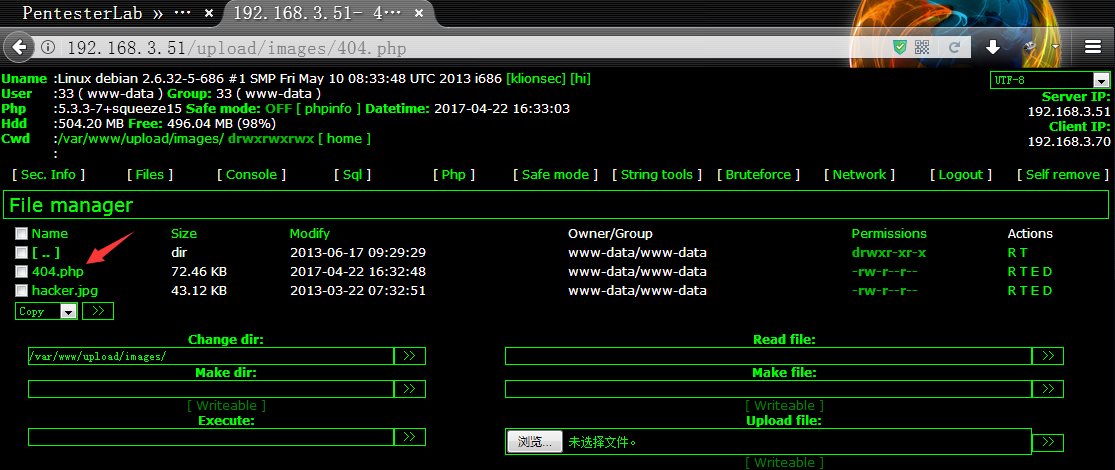 PentesterLab » … × 192.168.3.51- 4… ×
192.168.3.51/upload/images/404.php
Uname :Linux debian 2.6.32-5-686 #1 SMP Fri May 10 08:33:48 UTC 2013 i686 [klionsec] [hi] UTF-8
User :33 ( www-data ) Group: 33 ( www-data ) Server IP:
Php :5.3.3-7+squeeze15 Safe mode: OFF [ phpinfo ] Datetime: 2017-04-22 16:33:03 192.168.3.51
Hdd :504.20 MB Free: 496.04 MB (98%) Client IP:
Cwd :/var/www/upload/images/ drwxrwxrwx [ home ] 192.168.3.70
:
[ Sec. Info ] [ Files ] [ Console ] [ Sql ] [ Php ] [ Safe mode ] [ String tools ] [ Bruteforce ] [ Network ] [ Logout ] [ Self remove ]
File manager
Name Size Modify Owner/Group Permissions Actions
[ .. ] dir 2013-06-17 09:29:29 www-data/www-data drwxr-xr-x R T
404.php 72.46 KB 2017-04-22 16:32:48 www-data/www-data -rw-r--r-- R T E D
hacker.jpg 43.12 KB 2013-03-22 07:32:51 www-data/www-data -rw-r--r-- R T E D
Copy >>
Change dir: Read file:
/var/www/upload/images/ >> >>
Make dir: Make file:
>> >>
[ Writeable ] [ Writeable ]
Execute: Upload file:
>> 浏览... 未选择文件。 >>
[ Writeable ]